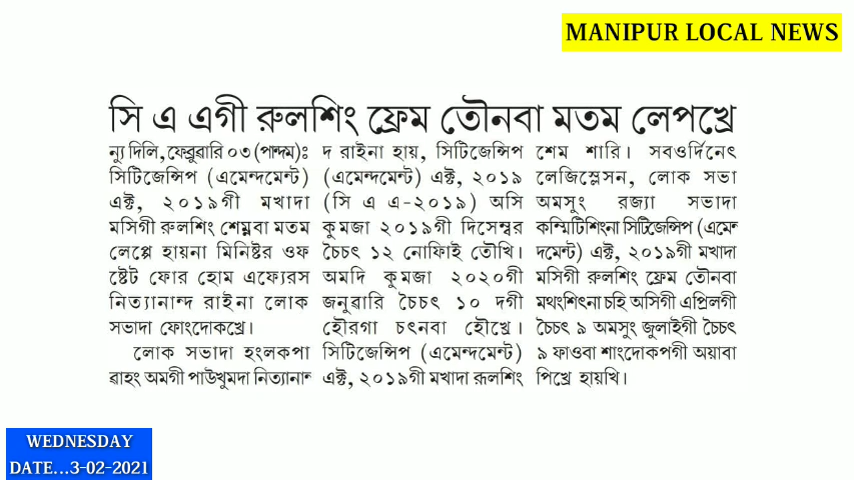 MANIPUR LOCAL NEWS
সি এ এগী রুলশিং ফ্রেম তৌনবা মতম লেপখ্রে
ন্যু দিলি,ফেব্রুৱারি ০৩ (পান্দম)ঃ
সিটিজেন্সিপ (এমেন্দমেন্ট)
এক্ট, ২০১৯গী মখাদা
মসিগী রুলশিং শেম্নবা মতম
লেপ্লে হায়না মিনিষ্টর ওফ
ষ্টেট ফোর হোম এফ্যের্স
নিত্যানান্দ রাইনা লোক
সভাদা ফোংদোকখ্রে।
লোক সভাদা হংলকপা
ৱাহং অমগী পাউখুমদা নিত্যানান্
দ রাইনা হায়, সিটিজেন্সিপ
(এমেন্দমেন্ট) এক্ট, ২০১৯
(সি এ এ-২০১৯) অসি
কুমজা ২০১৯গী দিসেম্বর
চৈচৎ ১২ নোফিাই তৌখি।
অমদি কুমজা ২০২০গী
জনুৱারি চৈচৎ ১০ দগী
হৌরগা চৎনবা হৌখ্রে।
সিটিজেন্সিপ (এমেন্দমেন্ট)
এক্ট, ২০১৯গী মখাদা রূলশিং
শেম শারি। সবওর্দিনেৎ
লেজিস্লেসন, লোক সভা
অমসুং রজ্যা সভাদা
কম্মিটিশিংনা সিটিজেন্সিপ (এমেন্
দমেন্ট) এক্ট, ২০১৯গী মখাদা
মসিগী রুলশিং ফ্রেম তৌনবা
মথংশিৎনা চহি অসিগী এপ্রিলগী
চৈচৎ ৯ অমসুং জুলাইগী চৈচৎ
৯ ফাওবা শাংদোকপগী অয়াবা
পিখ্রে হায়খি।
WEDNESDAY
DATE...3-02-2021